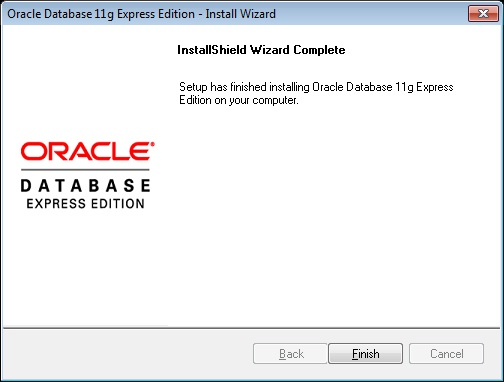 Oracle Database 11g Express Edition - Install Wizard
InstallShield Wizard Complete
Setup has finished installing Oracle Database 11g Express
Edition on your computer.
ORACLE®
DATABASE
EXPRESS EDITION
Back
Finish
Cancel